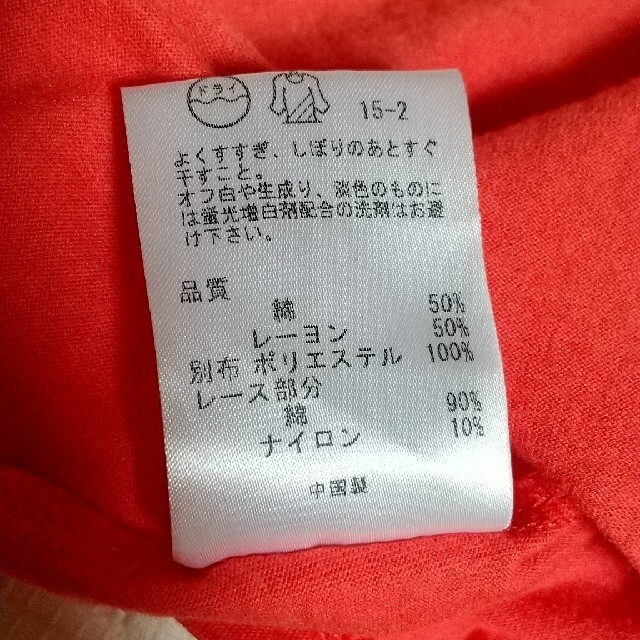 ドライ
15-2
よくすすぎ、しぼりのあとすぐ
干すこと。
オフ白や生成り、淡色のものに
は蛍光増白剤配合の洗剤はお避
け下さい。
品質
綿 50%
レーヨン 50%
別布 ポリエステル 100%
レース部分
綿 90%
ナイロン 10%
中国製